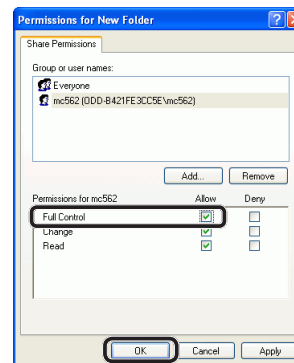 Permissions for New Folder
Share Permissions
Group or user names:
Everyone
mc562 (ODD-B421FE3CC5E\mc562)
Add... Remove
Permissions for mc562 Allow Deny
Full Control
Change
Read
OK Cancel Apply